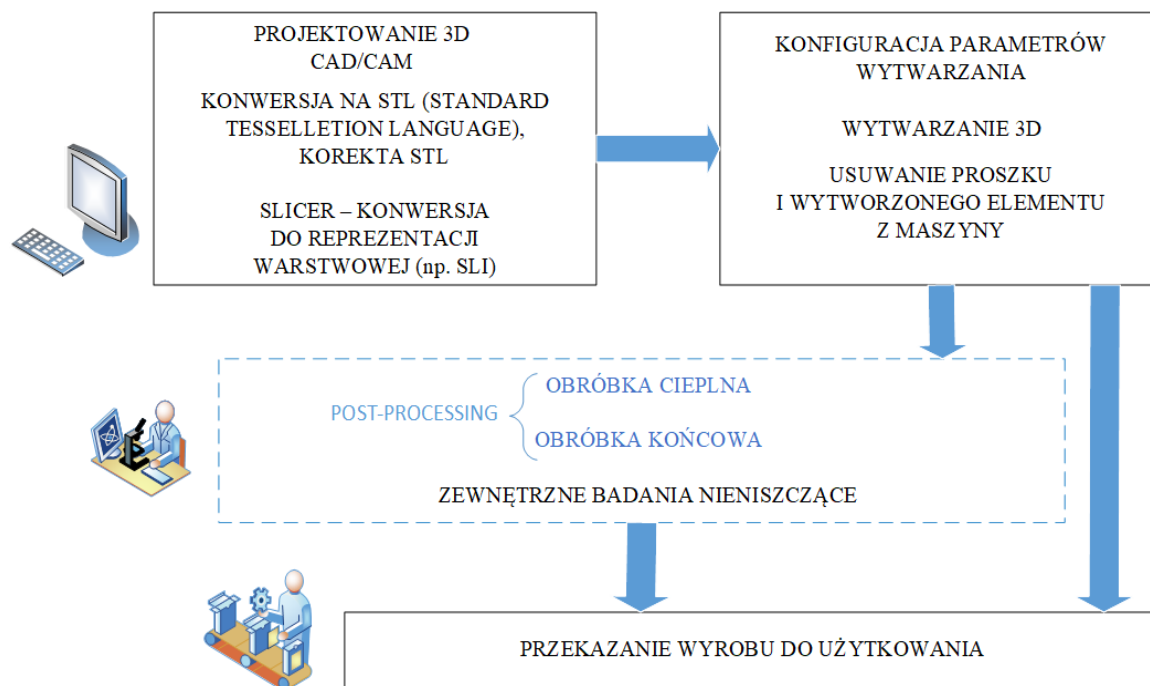 PROJEKTOWANIE 3D
CAD/CAM
KONWERSJA NA STL (STANDARD
TESSELLETION LANGUAGE),
KOREKTA STL
SLICER – KONWERSJA
DO REPREZENTACJI
WARSTWOWEJ (np. SLI)
KONFIGURACJA PARAMETRÓW
WYTWARZANIA
WYTWARZANIE 3D
USUWANIE PROSZKU
I WYTWORZONEGO ELEMENTU
Z MASZYNY
POST-PROCESSING
OBRÓBKA CIEPLNA
OBRÓBKA KOŃCOWA
ZEWNĘTRZNE BADANIA NIENISZCZĄCE
PRZEKAZANIE WYROBU DO UŻYTKOWANIA